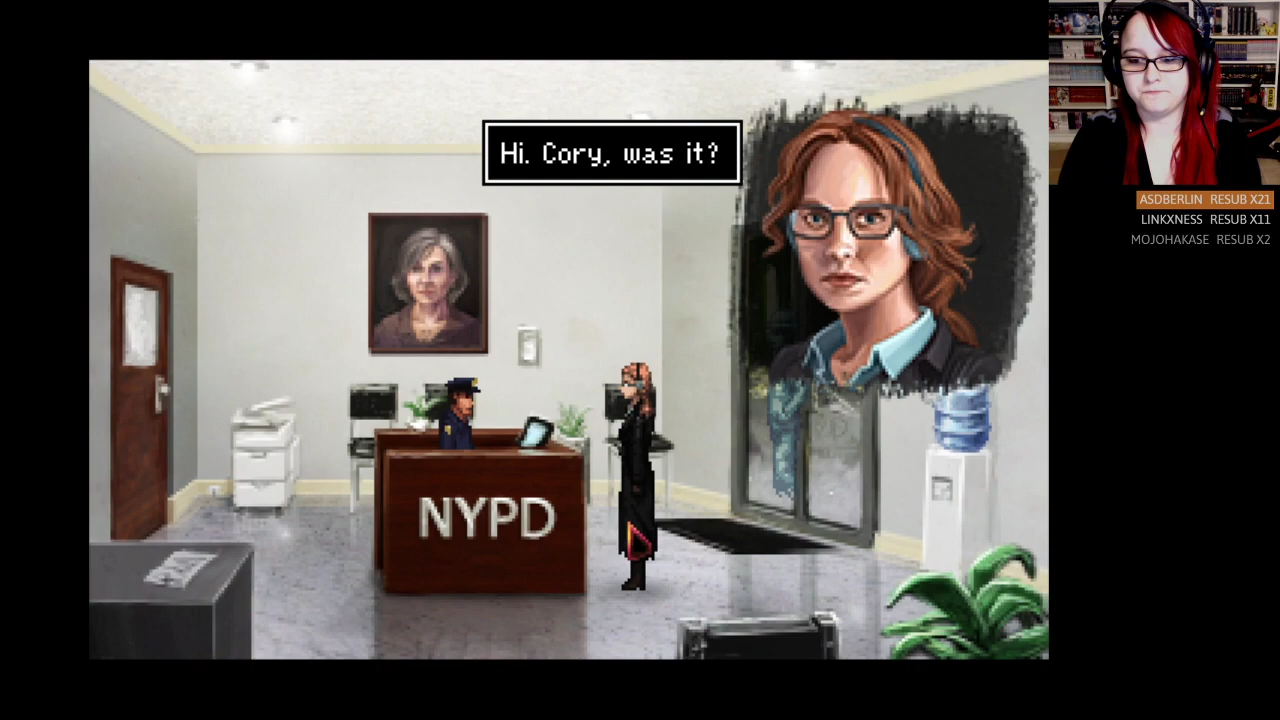 Hi. Cory, was it?
ASDBERLIN RESUB X21
LINKXNESS RESUB X11
MOJOHAKASE RESUB X2
NYPD